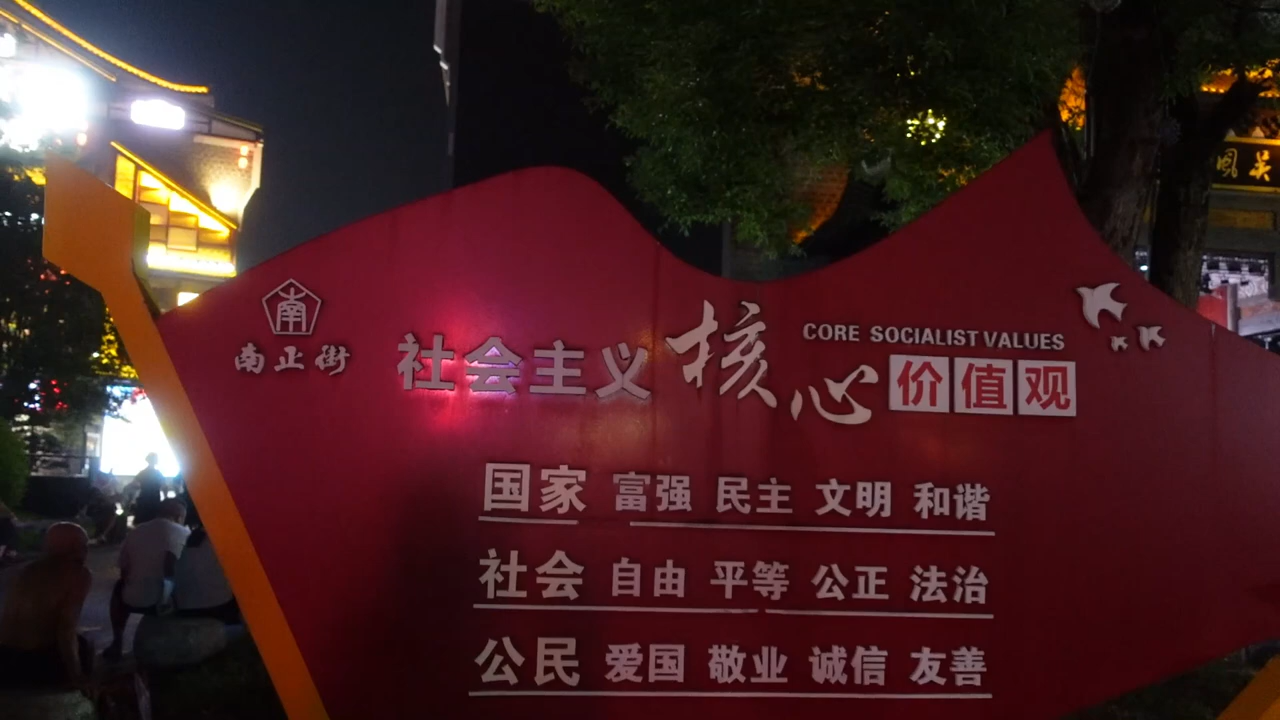 南
南止街
社会主义核心价值观
CORE SOCIALIST VALUES
国家 富强 民主 文明 和谐
社会 自由 平等 公正 法治
公民 爱国 敬业 诚信 友善